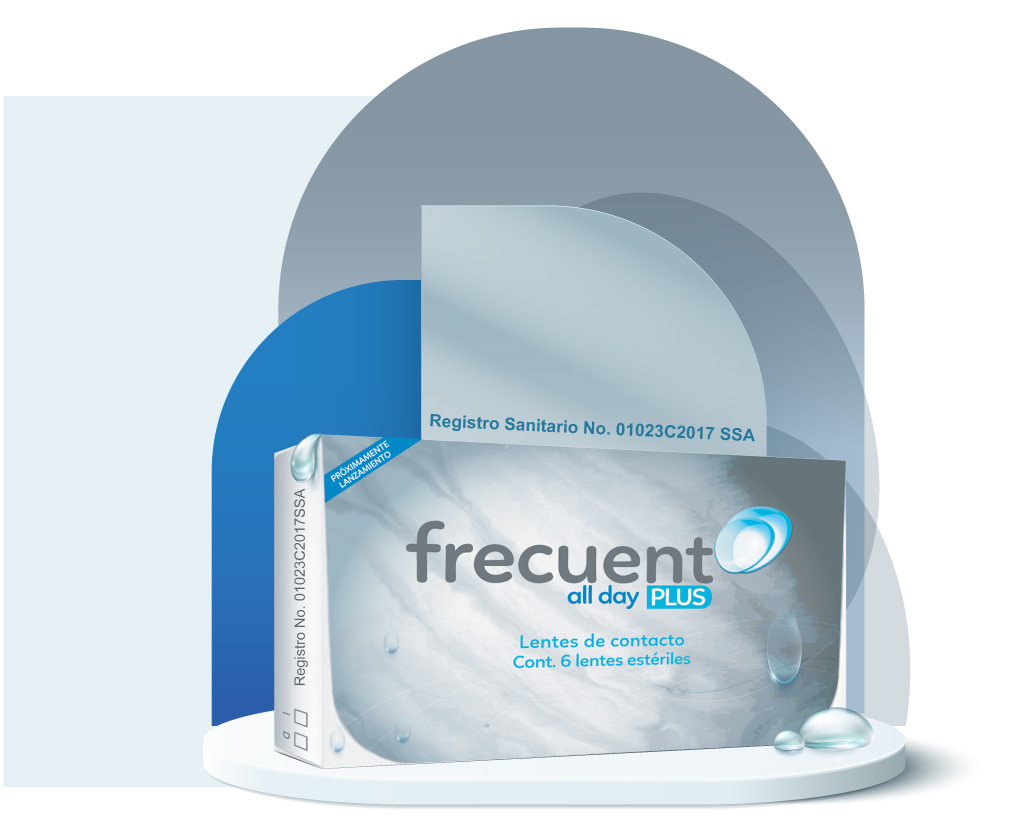 Registro Sanitario No. 01023C2017 SSA
PRÓXIMAMENTE
LANZAMIENTO
Registro No. 01023C2017SSA
frecuent
all day PLUS
Lentes de contacto
Cont. 6 lentes estériles
I
D